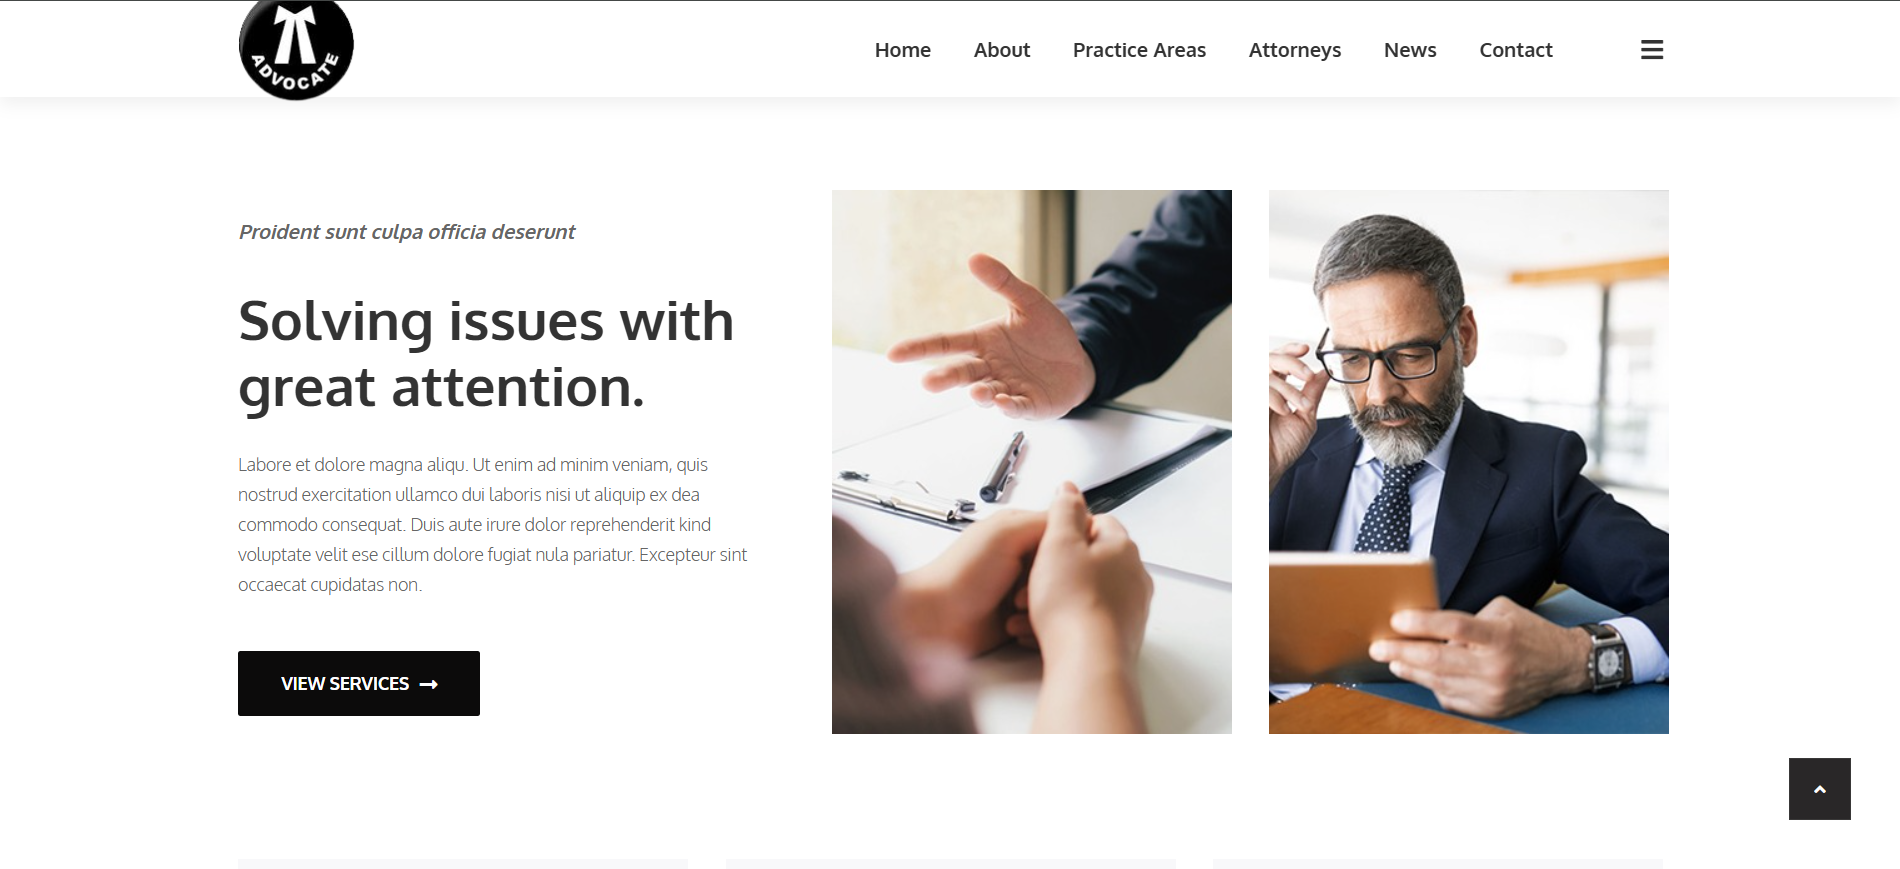 ADVOCATE
Home About Practice Areas Attorneys News Contact
Proident sunt culpa officia deserunt
Solving issues with
great attention.
Labore et dolore magna aliqu. Ut enim ad minim veniam, quis
nostrud exercitation ullamco dui laboris nisi ut aliquip ex dea
commodo consequat. Duis aute irure dolor reprehenderit kind
voluptate velit ese cillum dolore fugiat nula pariatur. Excepteur sint
occaecat cupidatas non.
VIEW SERVICES